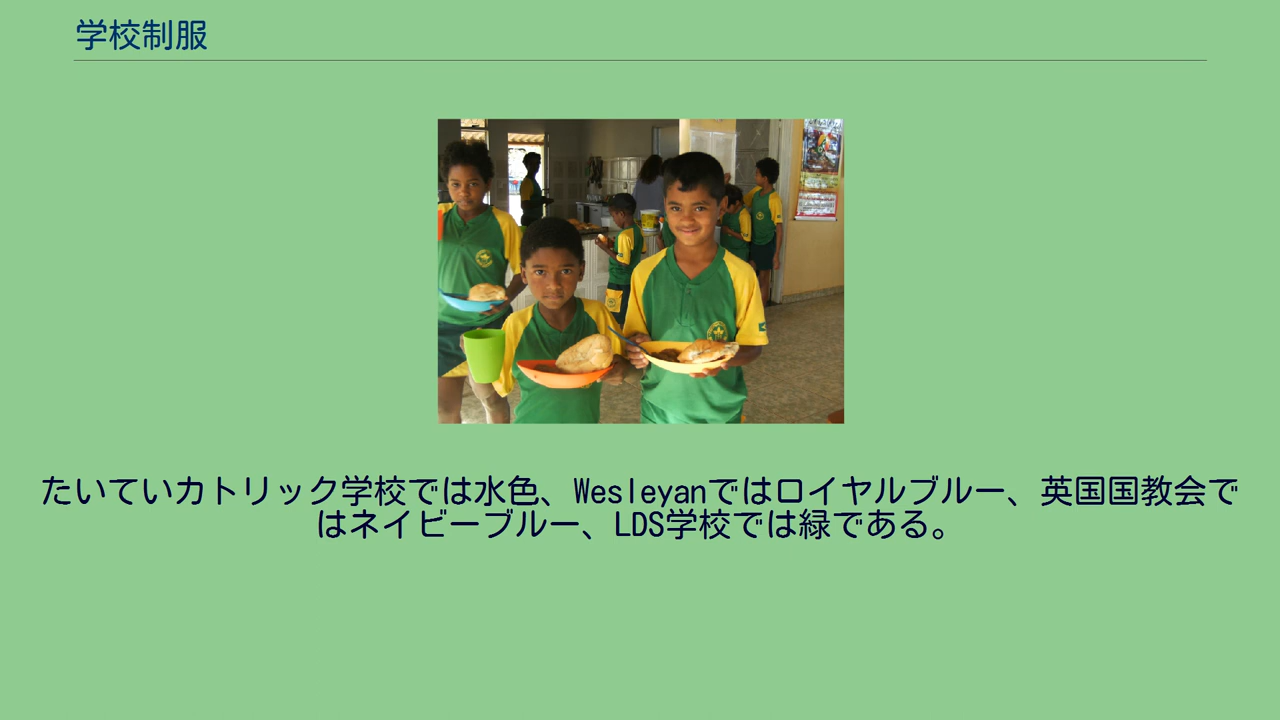 学校制服
たいていカトリック学校では水色、Wesleyanではロイヤルブルー、英国国教会で
はネイビーブルー、LDS学校では緑である。